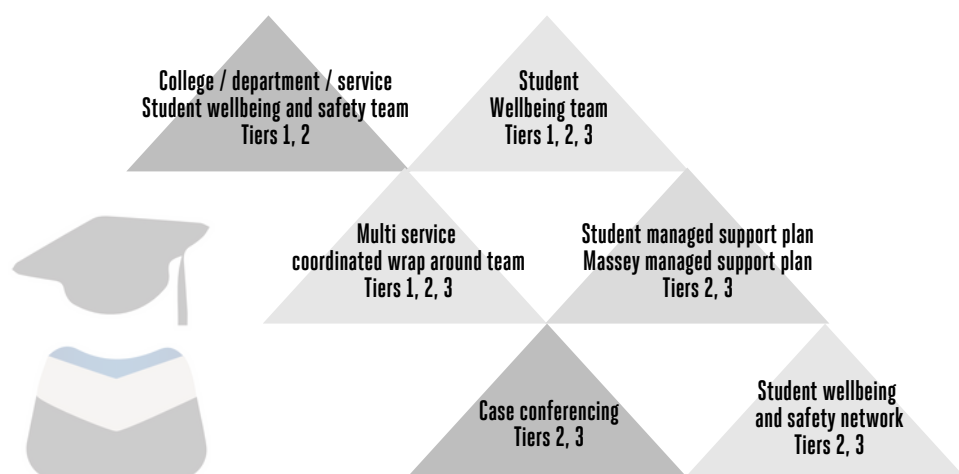 College / department / service
Student wellbeing and safety team
Tiers 1, 2
Student
Wellbeing team
Tiers 1, 2, 3
Multi service
coordinated wrap around team
Tiers 1, 2, 3
Student managed support plan
Massey managed support plan
Tiers 2, 3
Case conferencing
Tiers 2, 3
Student wellbeing
and safety network
Tiers 2, 3